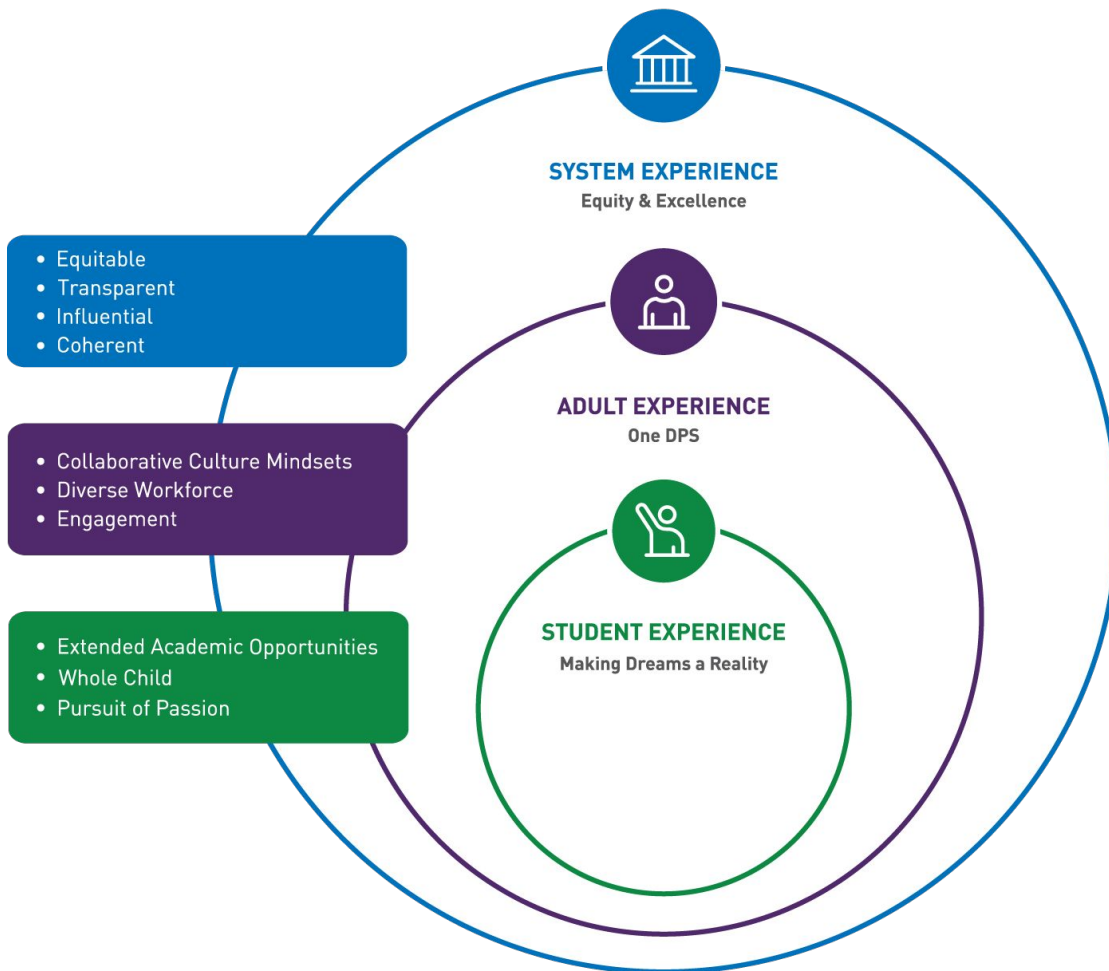 SYSTEM EXPERIENCE
Equity & Excellence
• Equitable
• Transparent
• Influential
• Coherent
ADULT EXPERIENCE
One DPS
• Collaborative Culture Mindsets
• Diverse Workforce
• Engagement
STUDENT EXPERIENCE
Making Dreams a Reality
• Extended Academic Opportunities
• Whole Child
• Pursuit of Passion